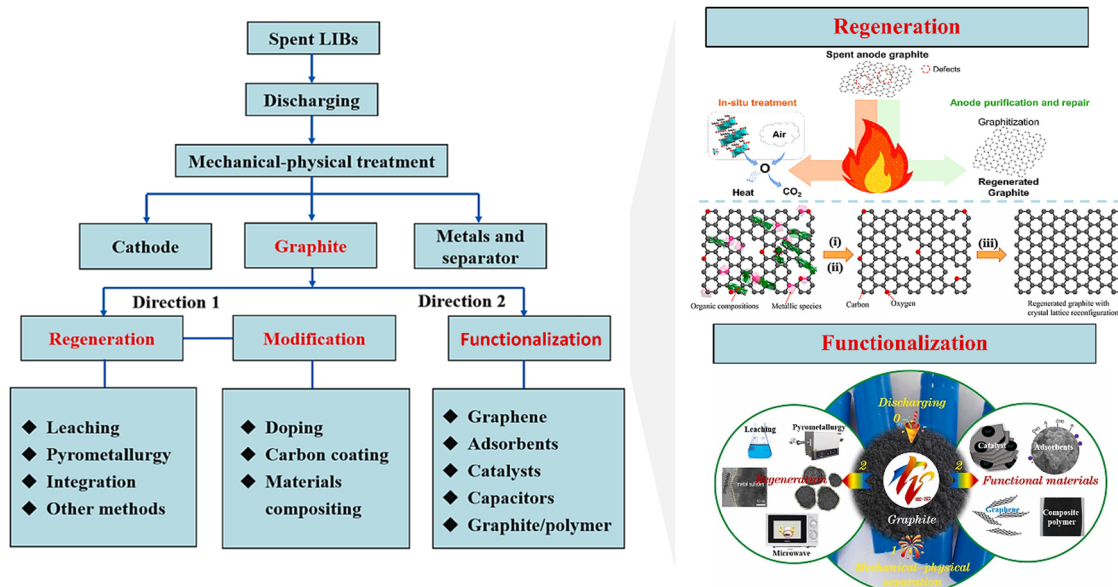 Spent LIBs
Discharging
Mechanical-physical treatment
Cathode
Graphite
Metals and
separator
Direction 1
Direction 2
Regeneration
Modification
Functionalization
◆ Leaching
◆ Pyrometallurgy
◆ Integration
◆ Other methods
◆ Doping
◆ Carbon coating
◆ Materials
compositing
◆ Graphene
◆ Adsorbents
◆ Catalysts
◆ Capacitors
◆ Graphite/polymer
Regeneration
Spent anode graphite
Defects
In-situ treatment
Anode purification and repair
Air
O
Heat
CO2
Graphitization
Regenerated
Graphite
(i)
(ii)
(iii)
Organic compositions
Metallic species
Carbon
Oxygen
Regenerated graphite with
crystal lattice reconfiguration
Functionalization
Discharging
0
Leaching
Pyrometallurgy
Regeneration
Microwave
2
2
Catalyst
Adsorbents
Functional materials
Graphene
Composite
polymer
Graphite
1
Mechanical-physical
separation